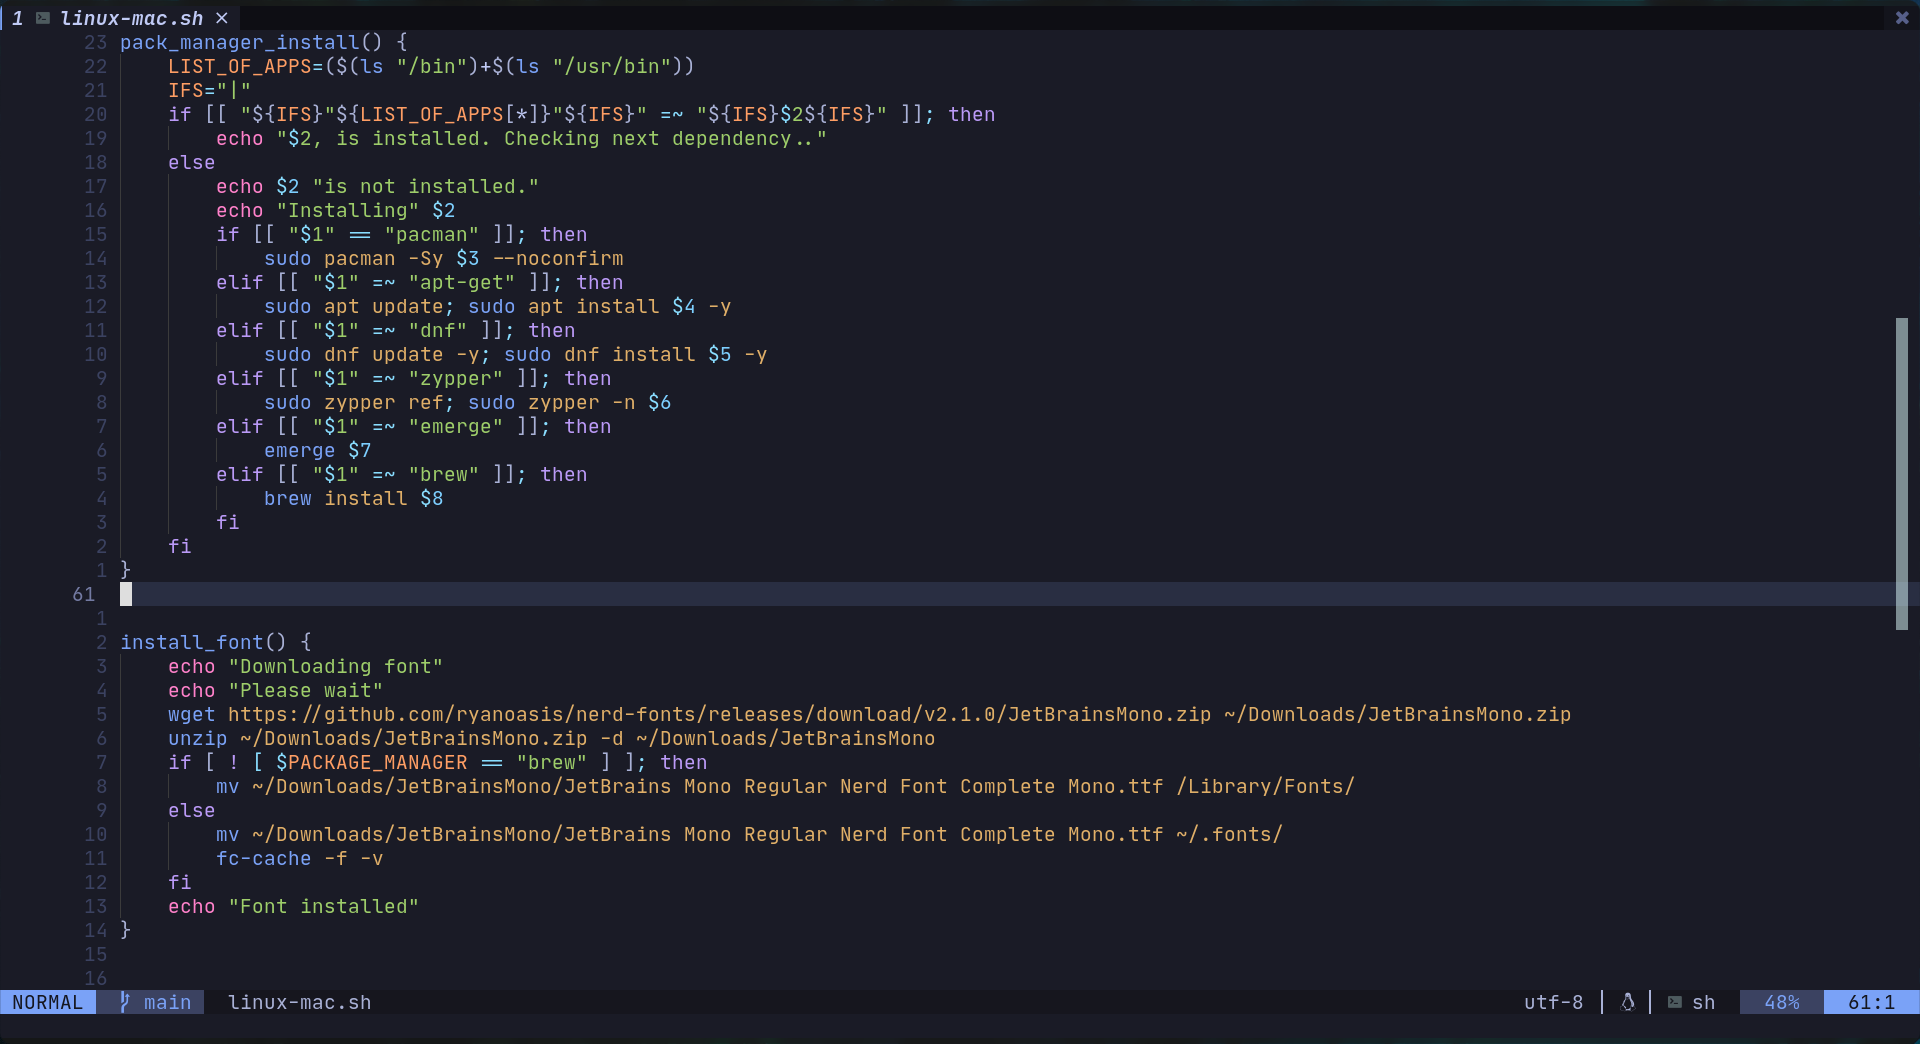 1 linux-mac.sh ×
23 pack_manager_install() {
22     LIST_OF_APPS=($(ls "/bin")+$(ls "/usr/bin"))
21     IFS="|"
20     if [[ "${IFS}"${LIST_OF_APPS[*]}"${IFS}" =~ "${IFS}$2${IFS}" ]]; then
19         echo "$2, is installed. Checking next dependency.."
18     else
17         echo $2 "is not installed."
16         echo "Installing" $2
15         if [[ "$1" == "pacman" ]]; then
14             sudo pacman -Sy $3 --noconfirm
13         elif [[ "$1" =~ "apt-get" ]]; then
12             sudo apt update; sudo apt install $4 -y
11         elif [[ "$1" =~ "dnf" ]]; then
10             sudo dnf update -y; sudo dnf install $5 -y
9         elif [[ "$1" =~ "zypper" ]]; then
8             sudo zypper ref; sudo zypper -n $6
7         elif [[ "$1" =~ "emerge" ]]; then
6             emerge $7
5         elif [[ "$1" =~ "brew" ]]; then
4             brew install $8
3         fi
2     fi
1 }
61
1
2 install_font() {
3     echo "Downloading font"
4     echo "Please wait"
5     wget https://github.com/ryanoasis/nerd-fonts/releases/download/v2.1.0/JetBrainsMono.zip ~/Downloads/JetBrainsMono.zip
6     unzip ~/Downloads/JetBrainsMono.zip -d ~/Downloads/JetBrainsMono
7     if [ ! [ $PACKAGE_MANAGER == "brew" ] ]; then
8         mv ~/Downloads/JetBrainsMono/JetBrains Mono Regular Nerd Font Complete Mono.ttf /Library/Fonts/
9     else
10         mv ~/Downloads/JetBrainsMono/JetBrains Mono Regular Nerd Font Complete Mono.ttf ~/.fonts/
11         fc-cache -f -v
12     fi
13     echo "Font installed"
14 }
15
16
NORMAL main linux-mac.sh utf-8 | | sh 48% 61:1